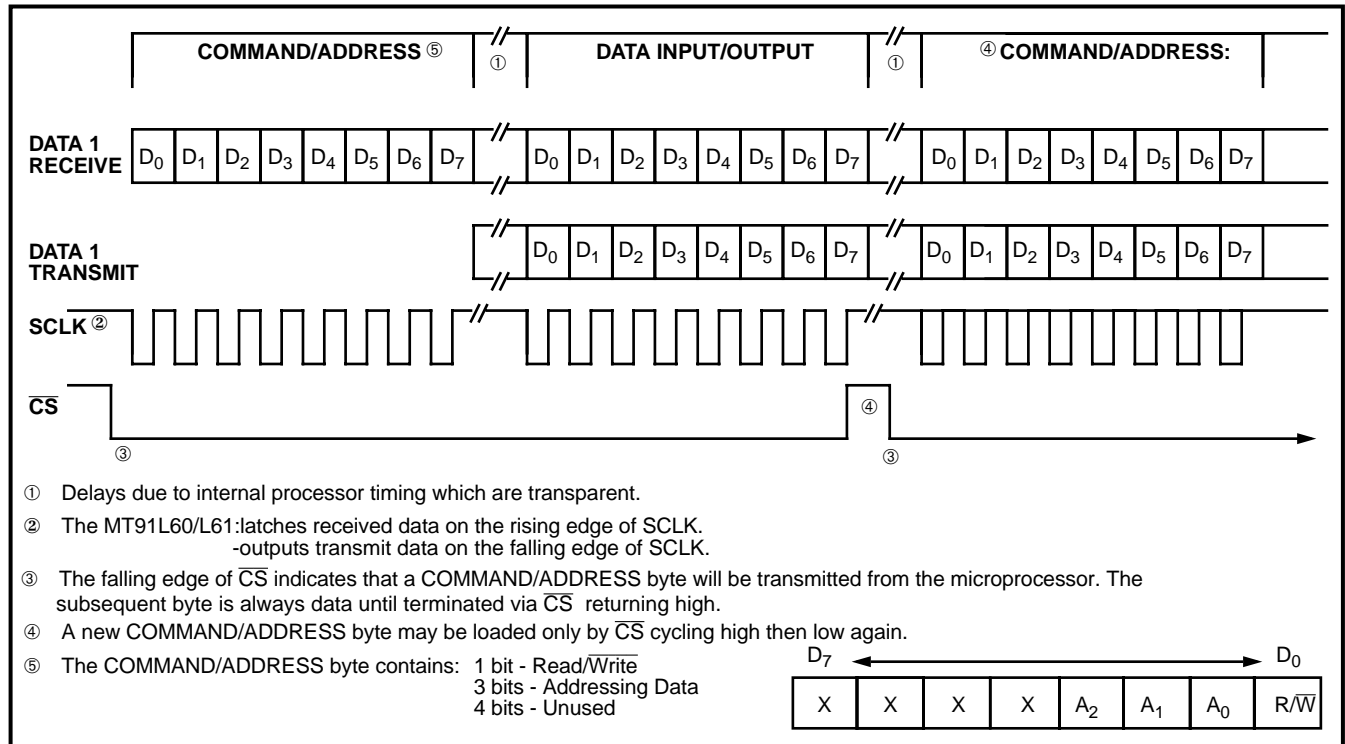 COMMAND/ADDRESS ⑤ ① DATA INPUT/OUTPUT ① ④ COMMAND/ADDRESS:
DATA 1
RECEIVE
D0 D1 D2 D3 D4 D5 D6 D7 D0 D1 D2 D3 D4 D5 D6 D7 D0 D1 D2 D3 D4 D5 D6 D7
DATA 1
TRANSMIT
D0 D1 D2 D3 D4 D5 D6 D7 D0 D1 D2 D3 D4 D5 D6 D7
SCLK ②
CS ④
③ ③
① Delays due to internal processor timing which are transparent.
② The MT91L60/L61:latches received data on the rising edge of SCLK.
-outputs transmit data on the falling edge of SCLK.
③ The falling edge of CS indicates that a COMMAND/ADDRESS byte will be transmitted from the microprocessor. The
subsequent byte is always data until terminated via CS returning high.
④ A new COMMAND/ADDRESS byte may be loaded only by CS cycling high then low again.
⑤ The COMMAND/ADDRESS byte contains: 1 bit - Read/Write
3 bits - Addressing Data
4 bits - Unused
D7 D0
X X X X A2 A1 A0 R/W